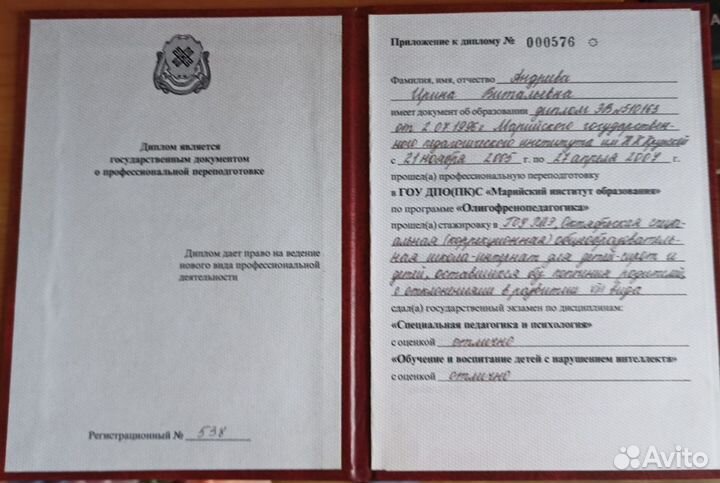 Диплом является
государственным документом
о профессиональной переподготовке
Диплом дает право на ведение
нового вида профессиональной
деятельности
Регистрационный № 538
Приложение к диплому № 000576
Фамилия, имя, отчество Андреева
Ирина Витальевна
имеет документ об образовании диплом ЭВ №510163
от 2.07.1996г Марийского государствен-
ного педагогического института им Н К Крупской
с 21 ноября 2005 г. по 27 апреля 2007 г.
прошел(а) профессиональную переподготовку
в ГОУ ДПО(ПК)С «Марийский институт образования»
по программе «Олигофренопедагогика»
прошел(а) стажировку в ГОУ РМЭ, Октябрьская специ-
альная (коррекционная) общеобразователь-
ная школа-интернат для детей-сирот и
детей, оставшихся без попечения родителей
с отклонениями в развитии VIII вида
сдал(а) государственный экзамен по дисциплинам:
«Специальная педагогика и психология»
с оценкой отлично
«Обучение и воспитание детей с нарушением интеллекта»
с оценкой отлично
Avito